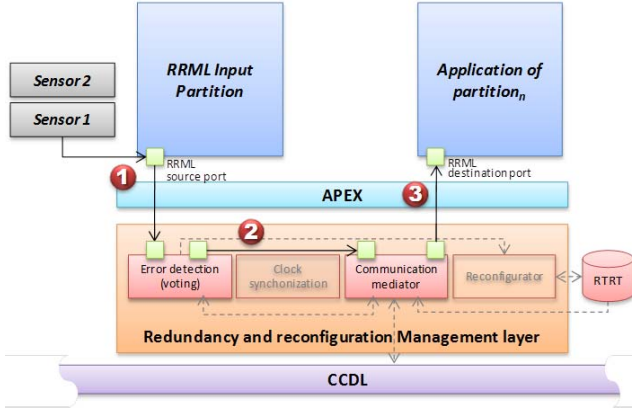 RRML Input
Partition
Application of
partitionn
Sensor 2
Sensor 1
RRML
source port
RRML
destination port
1
3
APEX
2
Error detection
(voting)
Clock
synchonization
Communication
mediator
Reconfigurator
RTRT
Redundancy and reconfiguration Management layer
CCDL